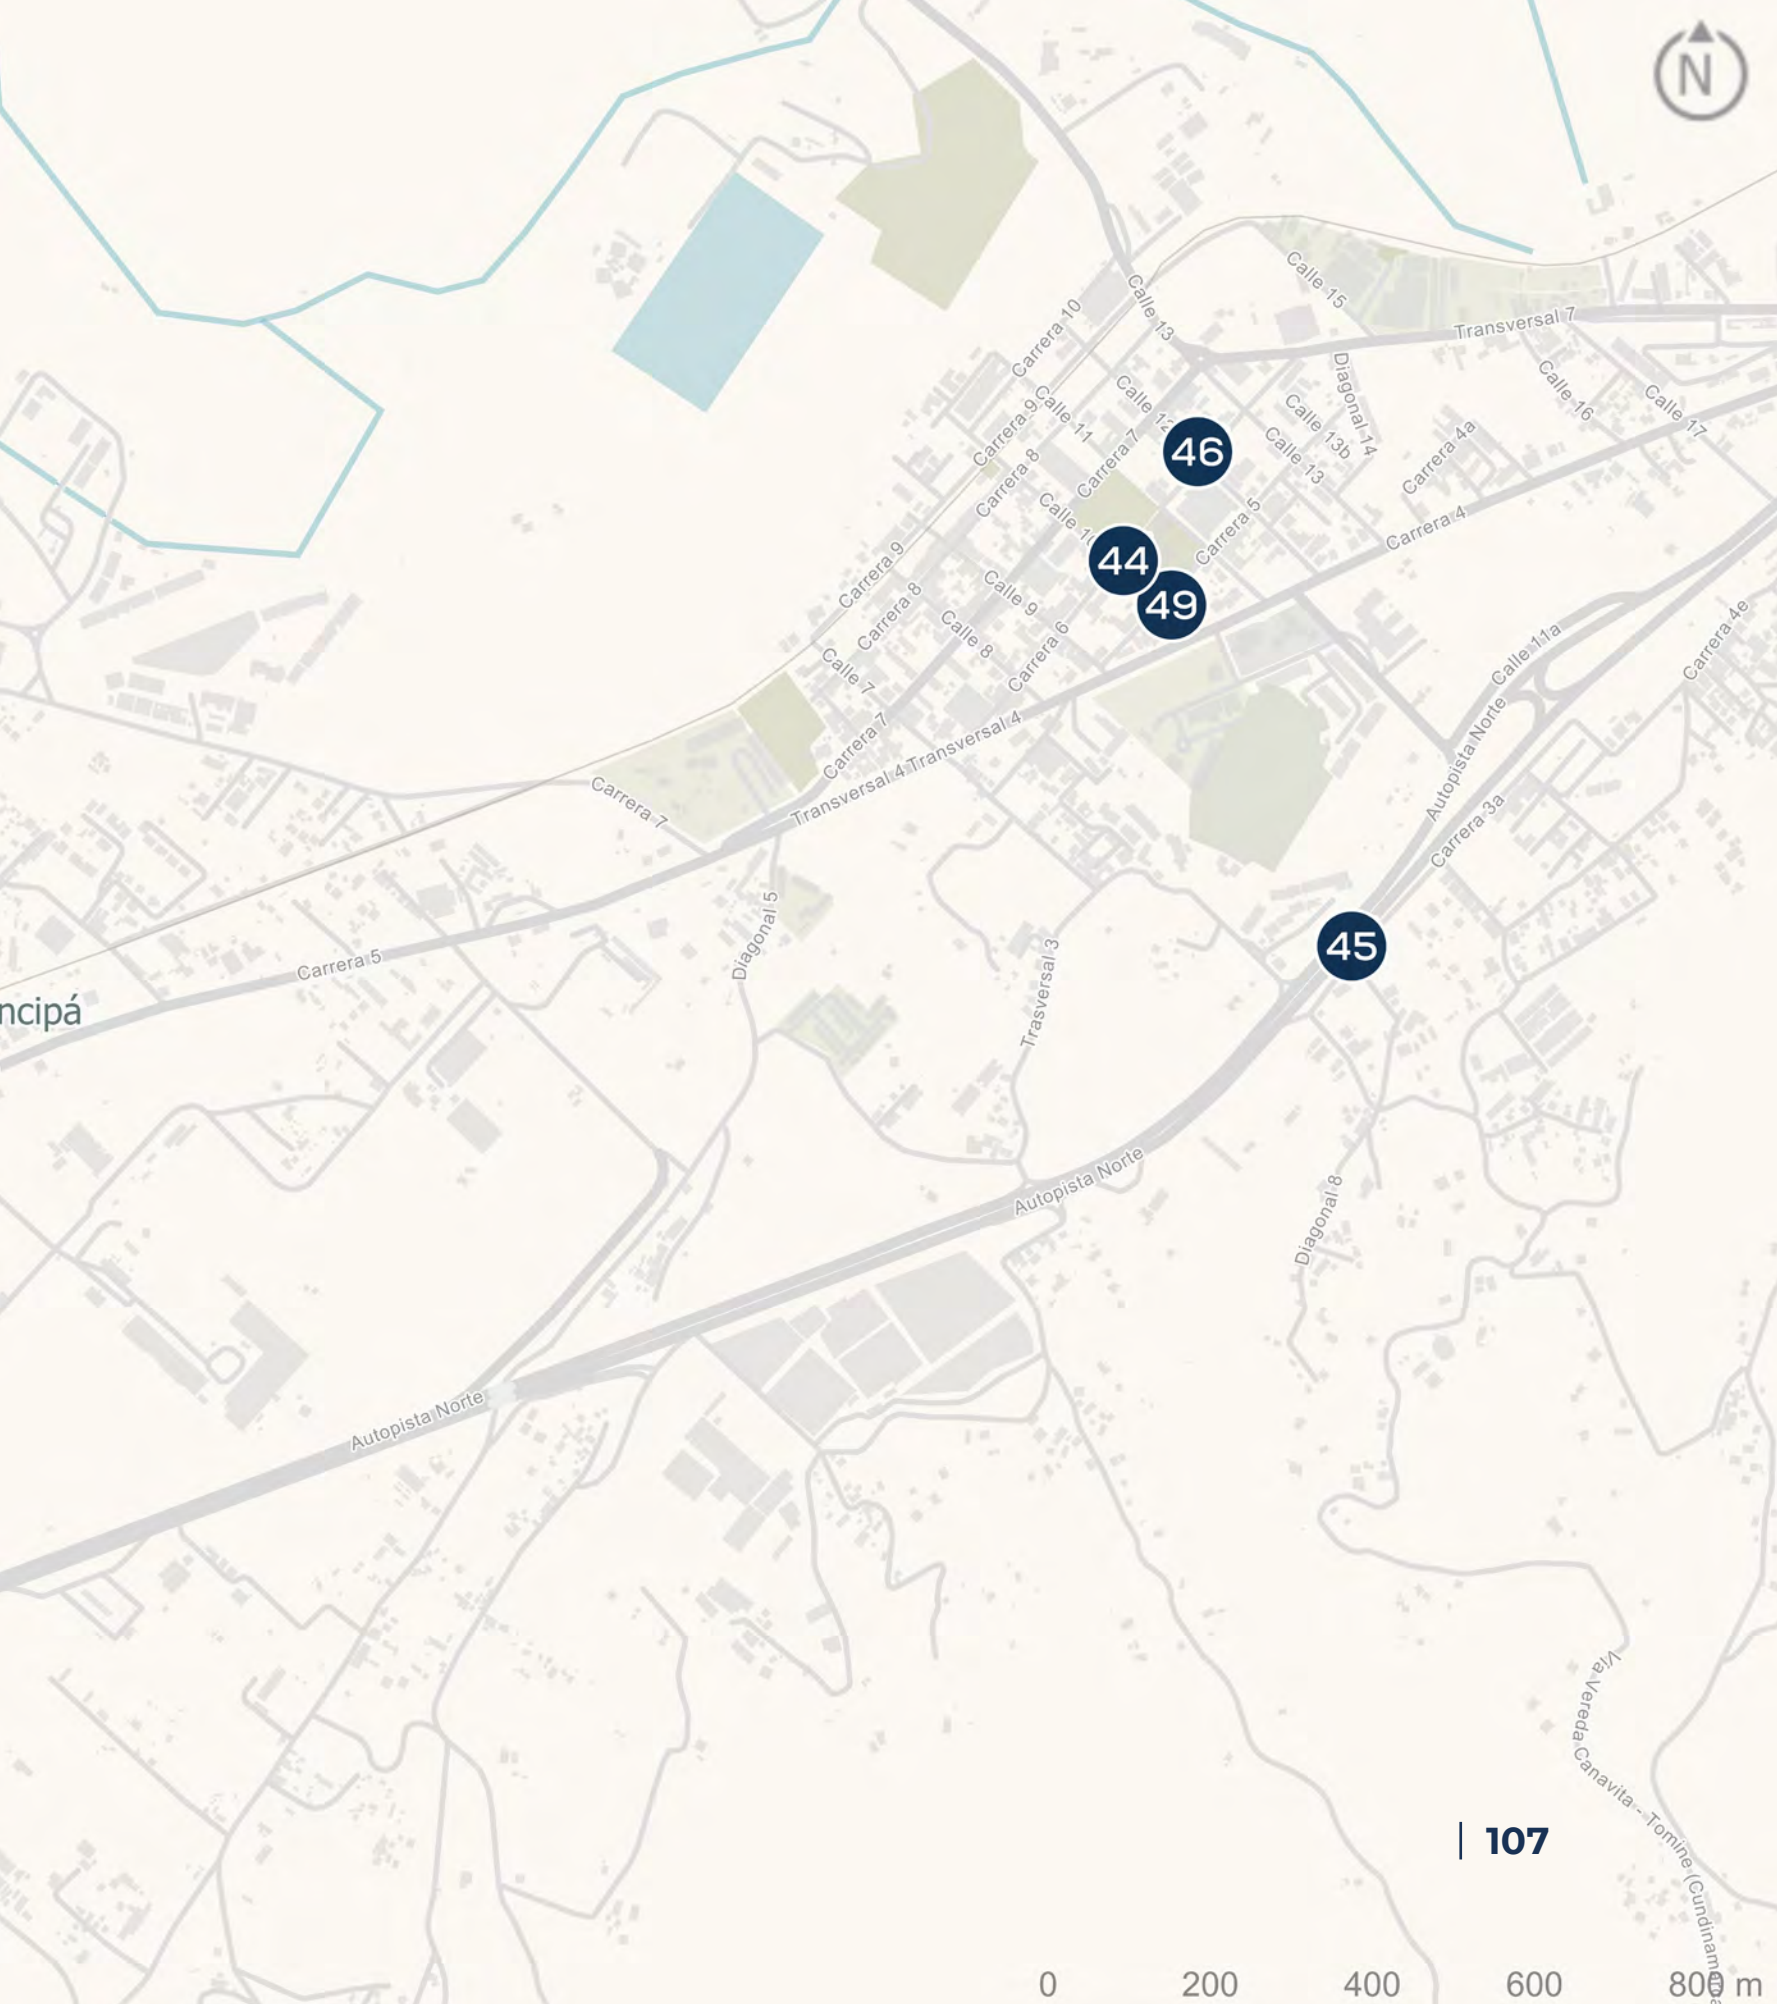 N
Calle 15
Calle 13
Transversal 7
Carrera 10
Diagonal 14
Calle 16
Calle 17
Calle 12
Calle 11
Carrera 9
Calle 13b
Carrera 4a
46
Calle 13
Carrera 7
Carrera 8
Calle 10
Carrera 5
Carrera 4
44
49
Carrera 9
Calle 9
Carrera 8
Calle 8
Carrera 6
Calle 11a
Carrera 4e
Calle 7
Carrera 7
Transversal 4
Transversal 4
Autopista Norte
Carrera 7
Carrera 3a
Diagonal 5
Trasversal 3
45
Carrera 5
ncipá
Autopista Norte
Diagonal 8
Autopista Norte
Vía Vereda Canavita - Tomine (Cundinamarca
107
0 200 400 600 800 m